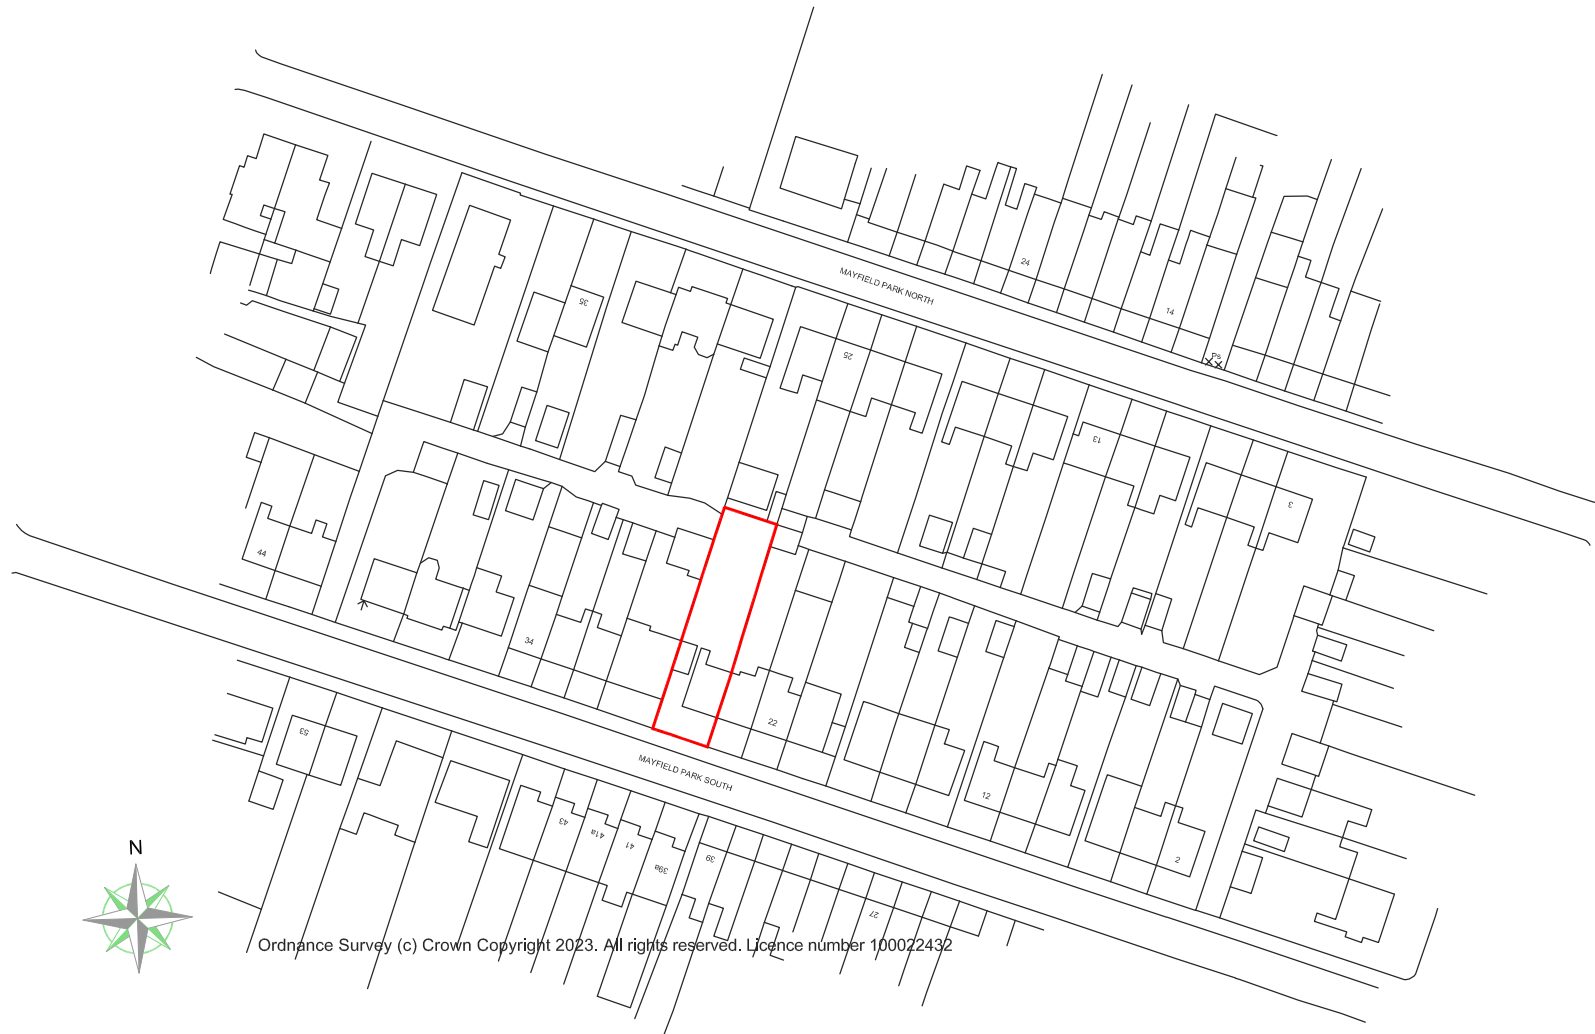 24
MAYFIELD PARK NORTH
35
14
25
Ps
13
3
44
34
22
53
MAYFIELD PARK SOUTH
12
43
41a
41
39a
39
2
27
N
Ordnance Survey (c) Crown Copyright 2023. All rights reserved. Licence number 100022432